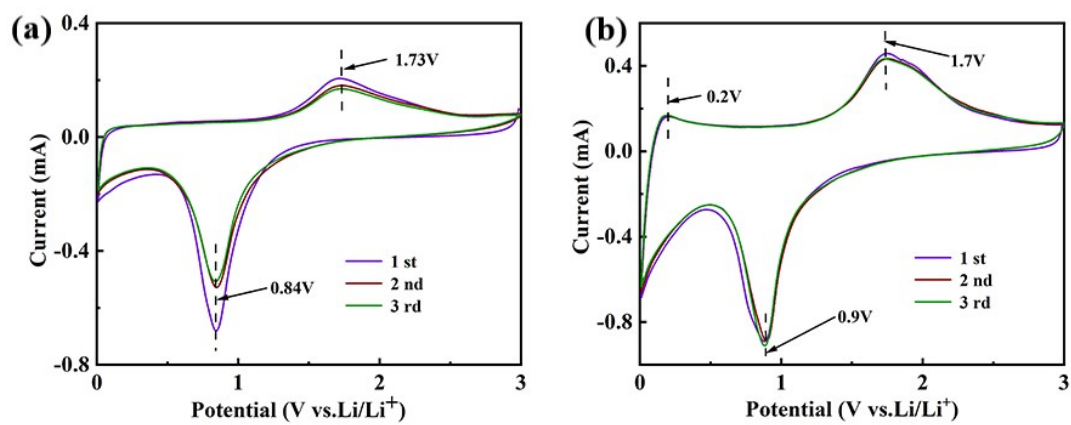 (a)
0.4
0.0
-0.4
-0.8
Current (mA)
1.73V
0.84V
1 st
2 nd
3 rd
0
1
2
3
Potential (V vs.Li/Li+)
(b)
0.4
0.0
-0.4
-0.8
Current (mA)
0.2V
1.7V
0.9V
1 st
2 nd
3 rd
0
1
2
3
Potential (V vs.Li/Li+)